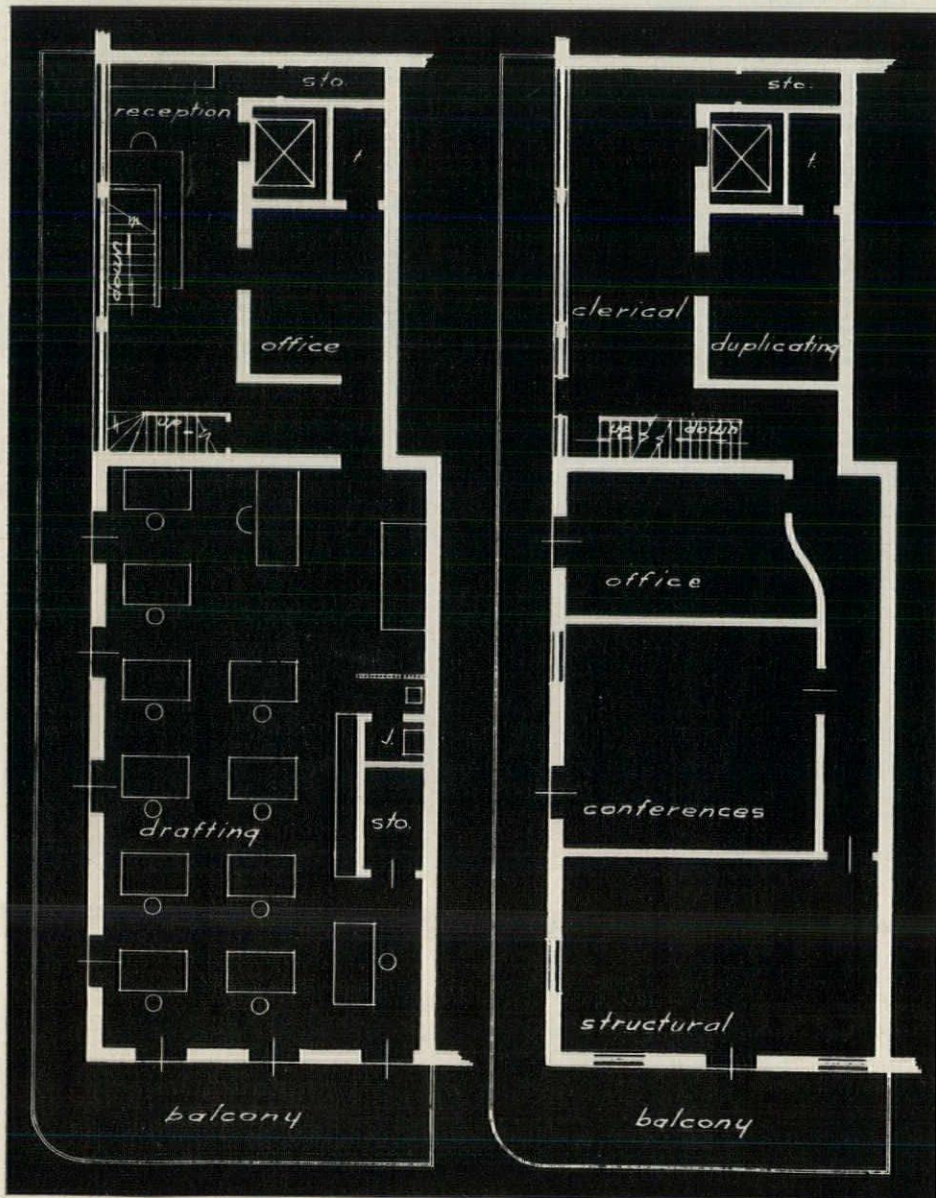 sto.
reception
t.
down
office
up
drafting
J.
sto.
balcony
sto.
t.
clerical
duplicating
up
down
office
conferences
structural
balcony